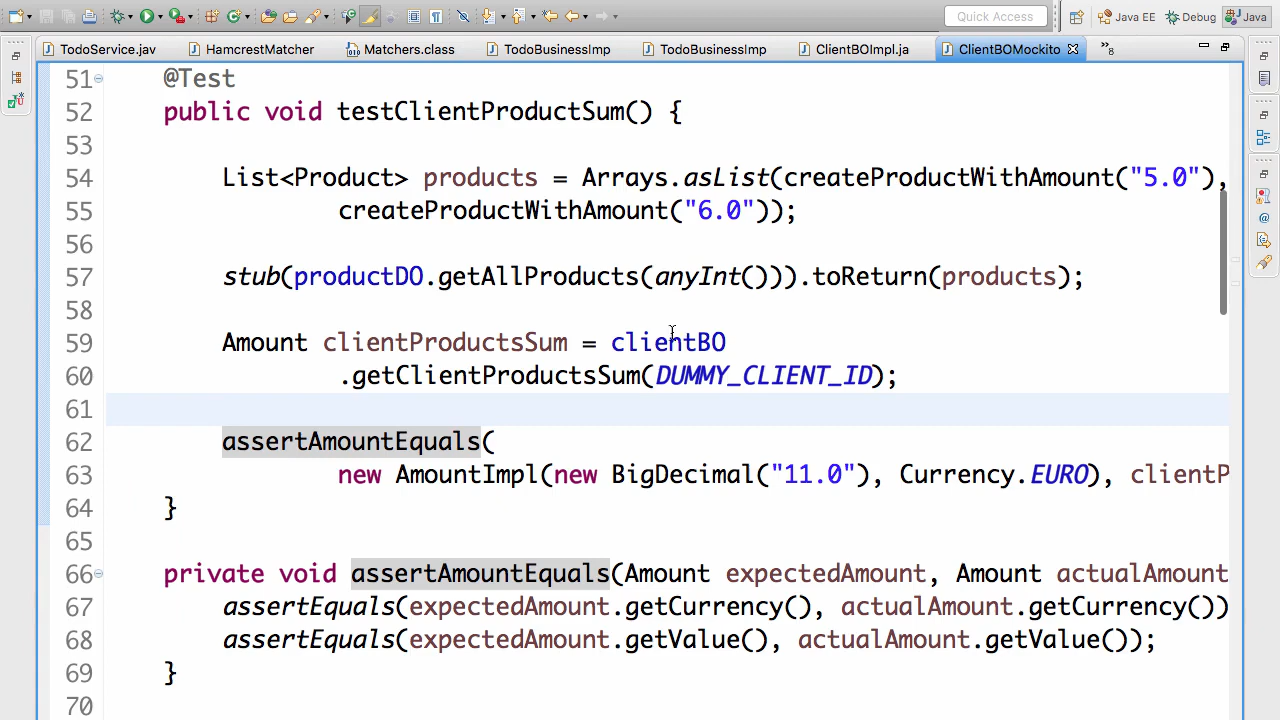 Quick Access
Java EE
Debug
Java
TodoService.jav
HamcrestMatcher
Matchers.class
TodoBusinessImp
TodoBusinessImp
ClientBOImpl.ja
ClientBOMockito
»8
51 @Test
52 public void testClientProductSum() {
53
54 List<Product> products = Arrays.asList(createProductWithAmount("5.0"),
55 createProductWithAmount("6.0"));
56
57 stub(productDO.getAllProducts(anyInt())).toReturn(products);
58
59 Amount clientProductsSum = clientBO
60 .getClientProductsSum(DUMMY_CLIENT_ID);
61
62 assertAmountEquals(
63 new AmountImpl(new BigDecimal("11.0"), Currency.EURO), clientP
64 }
65
66 private void assertAmountEquals(Amount expectedAmount, Amount actualAmount
67 assertEquals(expectedAmount.getCurrency(), actualAmount.getCurrency())
68 assertEquals(expectedAmount.getValue(), actualAmount.getValue());
69 }
70